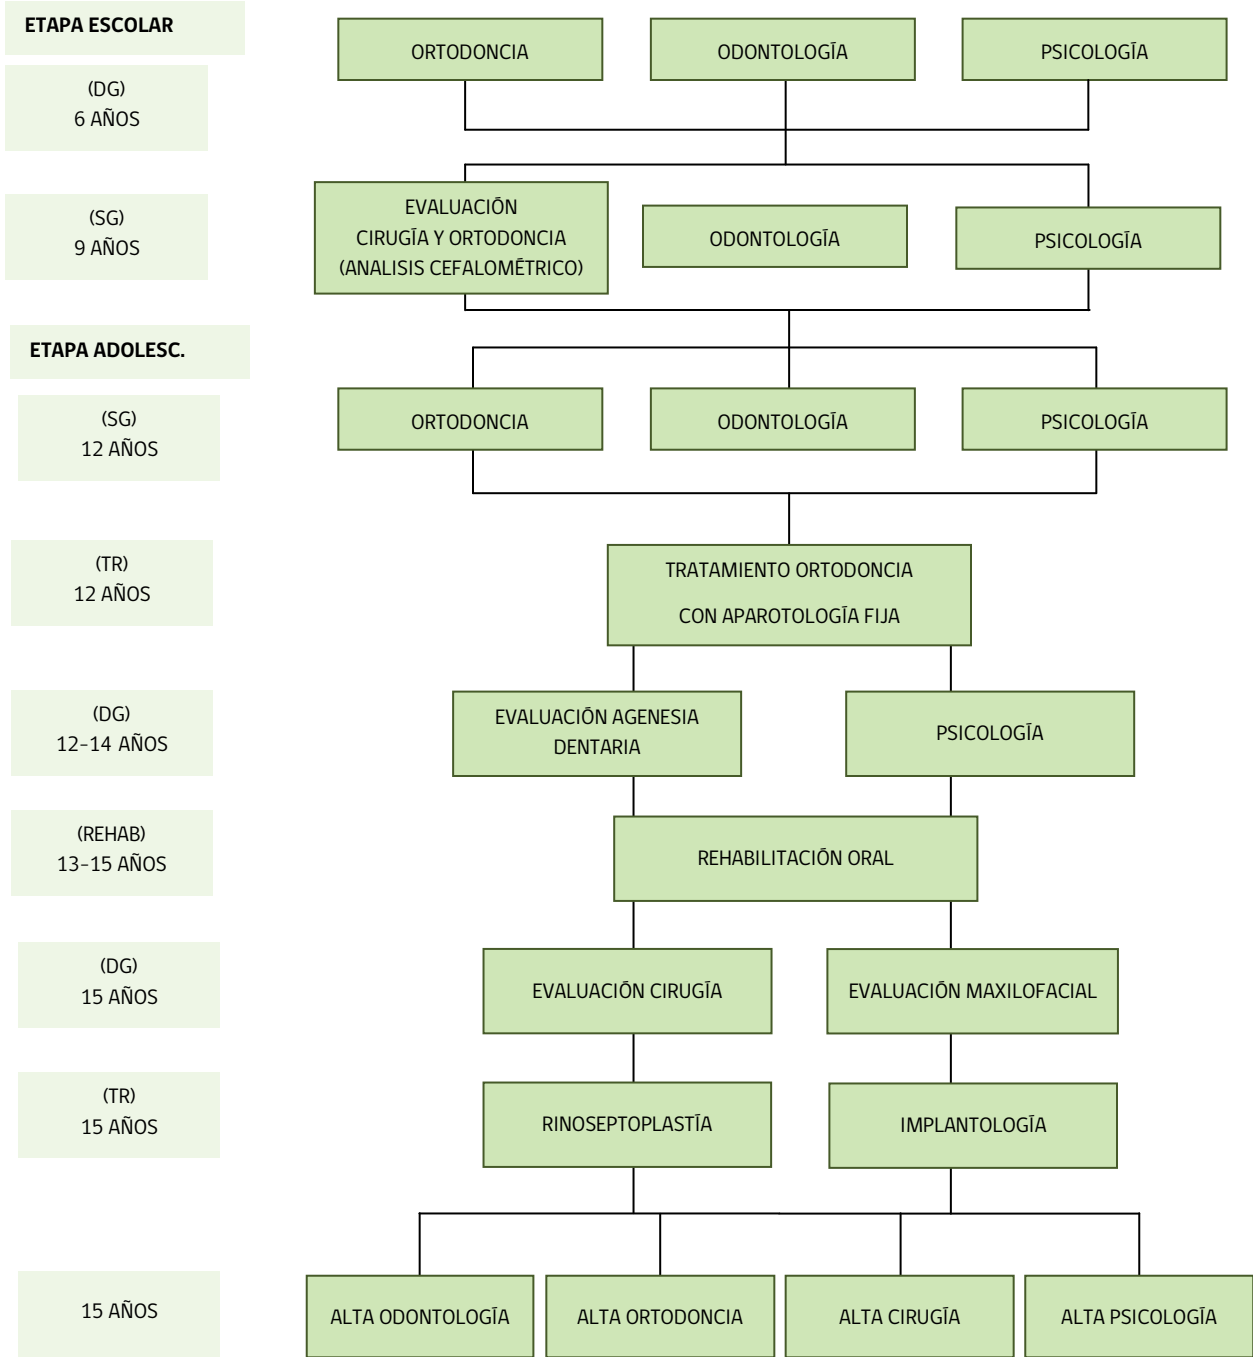 ETAPA ESCOLAR
ORTODONCIA
ODONTOLOGÍA
PSICOLOGÍA
(DG)
6 AÑOS
(SG)
9 AÑOS
EVALUACIÓN
CIRUGÍA Y ORTODONCIA
(ANALISIS CEFALOMÉTRICO)
ODONTOLOGÍA
PSICOLOGÍA
ETAPA ADOLESC.
(SG)
12 AÑOS
ORTODONCIA
ODONTOLOGÍA
PSICOLOGÍA
(TR)
12 AÑOS
TRATAMIENTO ORTODONCIA
CON APAROTOLOGÍA FIJA
(DG)
12-14 AÑOS
EVALUACIÓN AGENESIA
DENTARIA
PSICOLOGÍA
(REHAB)
13-15 AÑOS
REHABILITACIÓN ORAL
(DG)
15 AÑOS
EVALUACIÓN CIRUGÍA
EVALUACIÓN MAXILOFACIAL
(TR)
15 AÑOS
RINOSEPTOPLASTÍA
IMPLANTOLOGÍA
15 AÑOS
ALTA ODONTOLOGÍA
ALTA ORTODONCIA
ALTA CIRUGÍA
ALTA PSICOLOGÍA